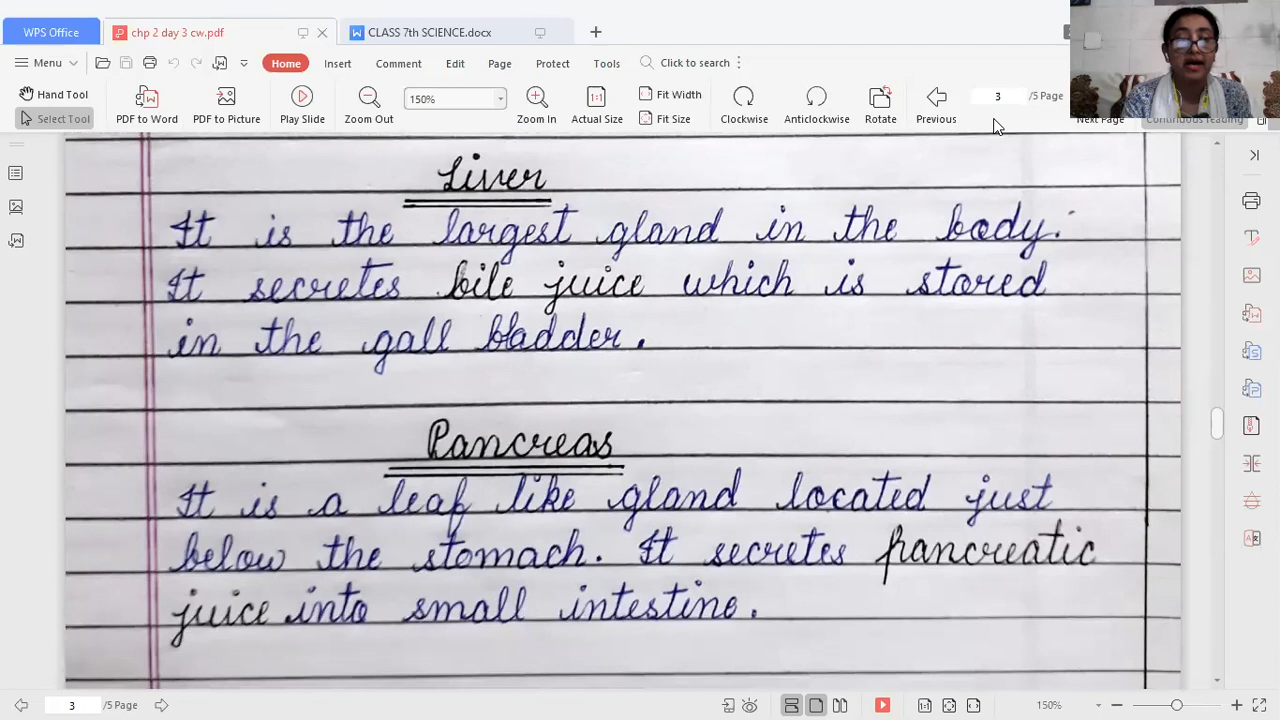 WPS Office
chp 2 day 3 cw.pdf
CLASS 7th SCIENCE.docx
Menu
Home
Insert
Comment
Edit
Page
Protect
Tools
Click to search
Hand Tool
Select Tool
PDF to Word
PDF to Picture
Play Slide
Zoom Out
150%
Zoom In
Actual Size
Fit Width
Fit Size
Clockwise
Anticlockwise
Rotate
Previous
3
/5 Page
Next Page
Continuous reading
Liver
It is the largest gland in the body.
It secretes bile juice which is stored
in the gall bladder.
Pancreas
It is a leaf like gland located just
below the stomach. It secretes pancreatic
juice into small intestine.
3
/5 Page
150%